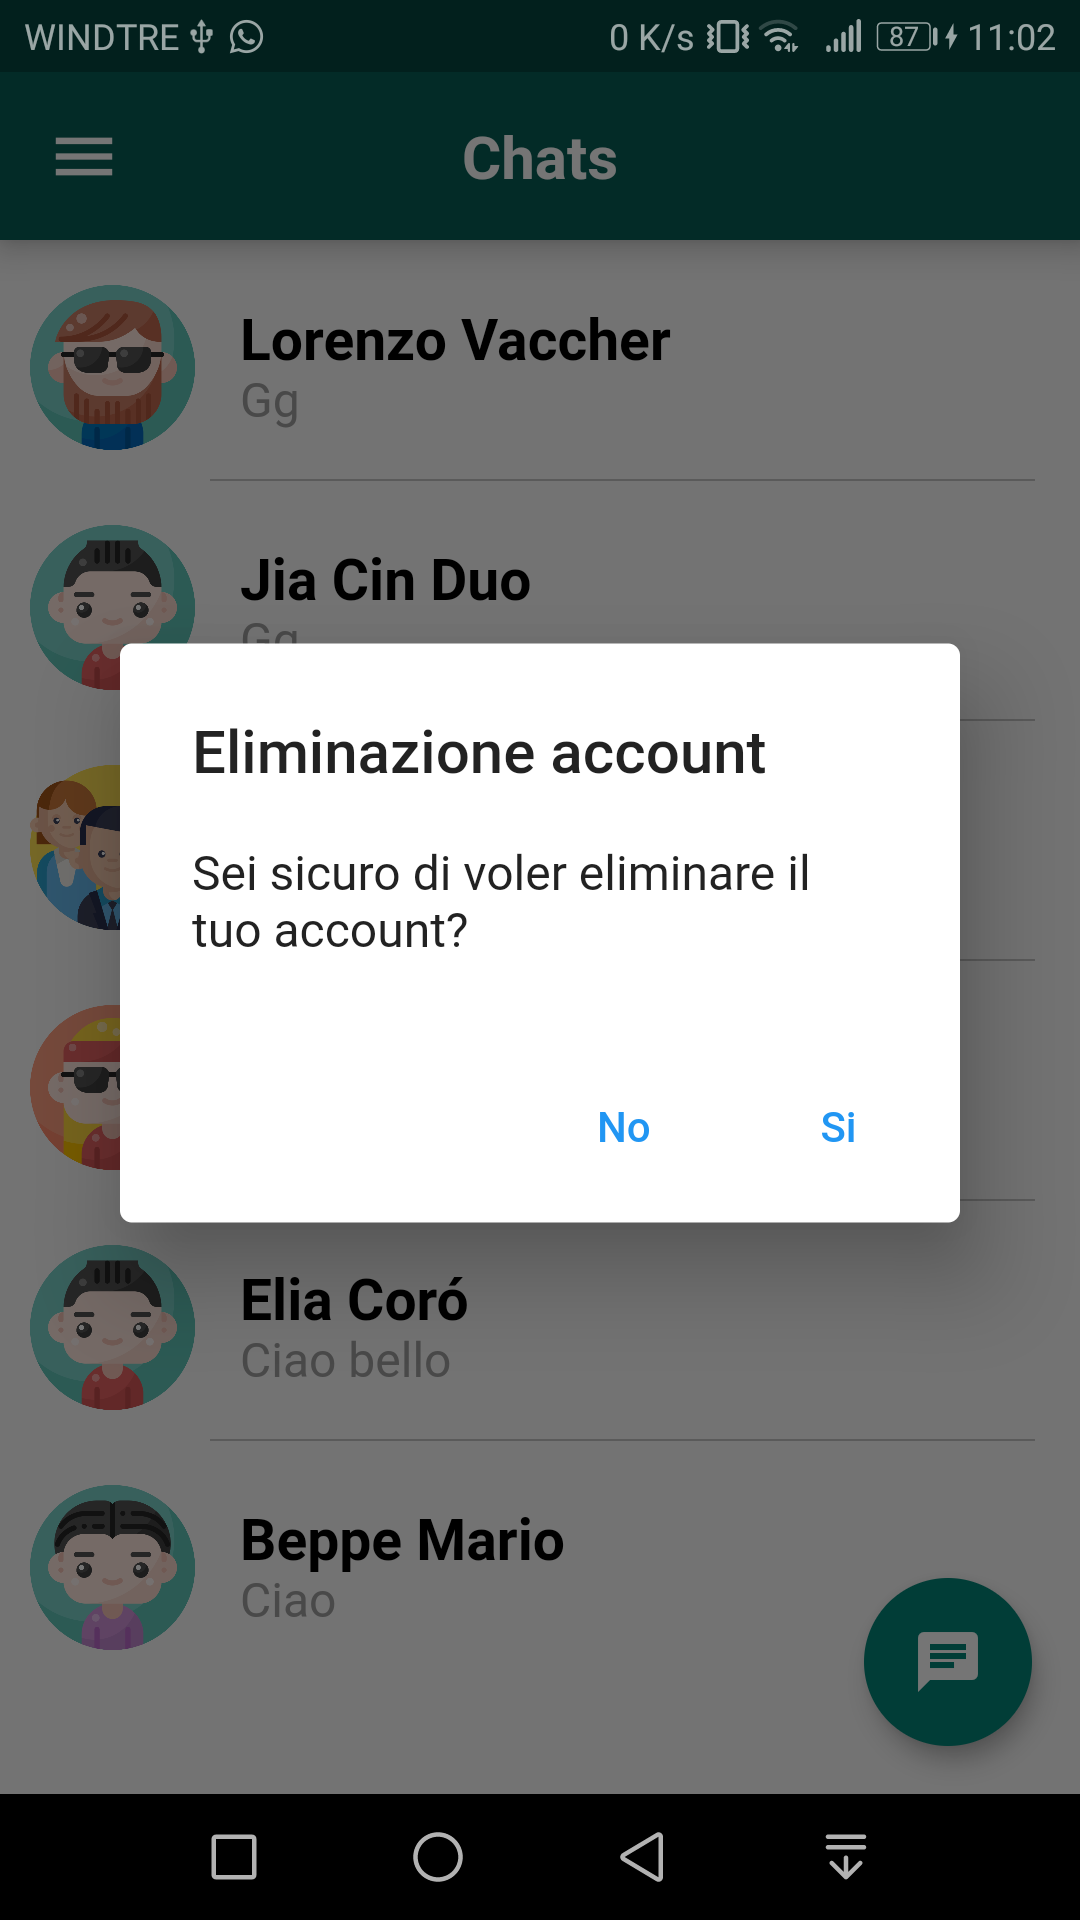 WINDTRE 0 K/s 87 11:02
Chats
Lorenzo Vaccher
Gg
Jia Cin Duo
Gg
Eliminazione account
Sei sicuro di voler eliminare il
tuo account?
No Si
Elia Coró
Ciao bello
Beppe Mario
Ciao